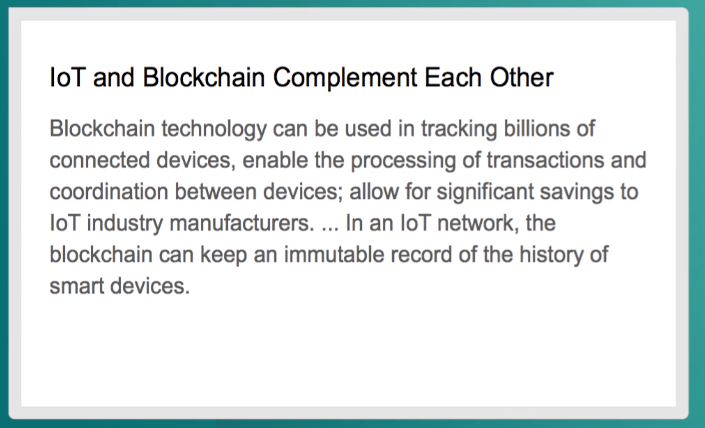 IoT and Blockchain Complement Each Other
Blockchain technology can be used in tracking billions of
connected devices, enable the processing of transactions and
coordination between devices; allow for significant savings to
IoT industry manufacturers. ... In an IoT network, the
blockchain can keep an immutable record of the history of
smart devices.